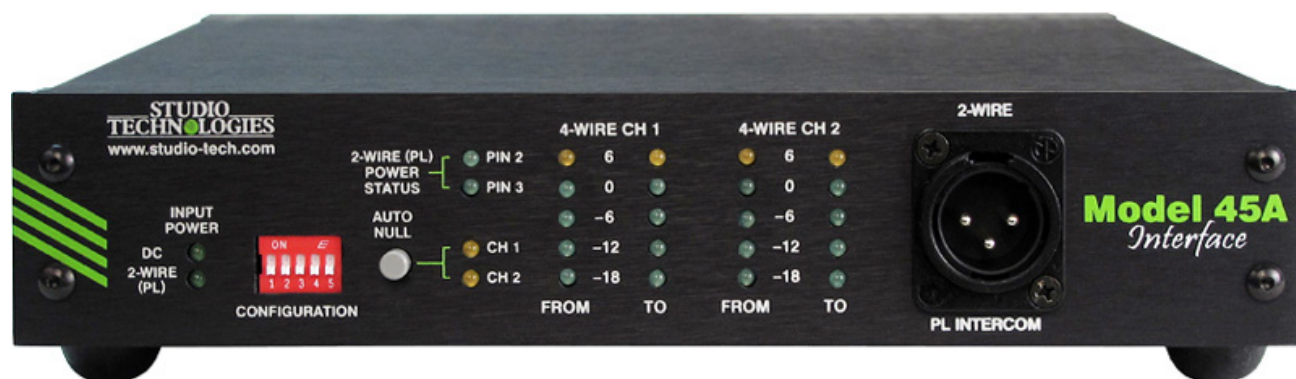 STUDIO
TECHNOLOGIES
www.studio-tech.com
INPUT
POWER
DC
2-WIRE
(PL)
ON
1 2 3 4 5
CONFIGURATION
2-WIRE (PL)
POWER
STATUS
PIN 2
PIN 3
AUTO
NULL
CH 1
CH 2
4-WIRE CH 1
6
0
-6
-12
-18
FROM TO
4-WIRE CH 2
6
0
-6
-12
-18
FROM TO
2-WIRE
PL INTERCOM
Model 45A
Interface